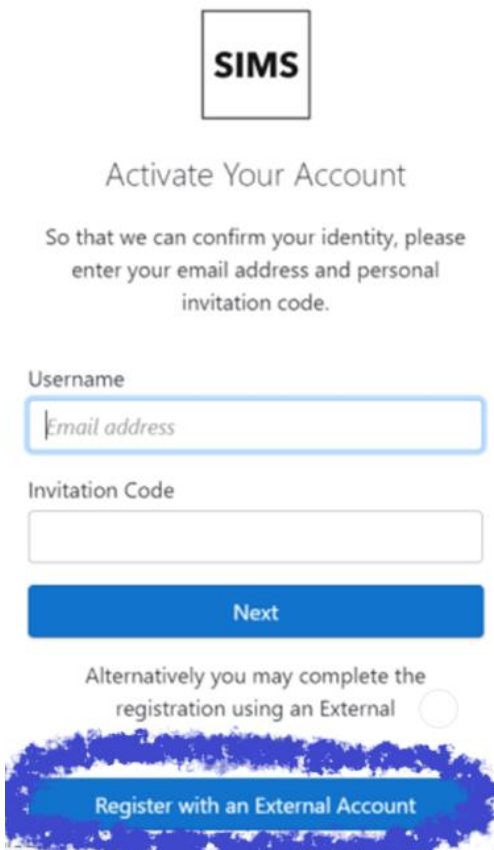 SIMS
Activate Your Account
So that we can confirm your identity, please
enter your email address and personal
invitation code.
Username
Email address
Invitation Code
Next
Alternatively you may complete the
registration using an External
Register with an External Account